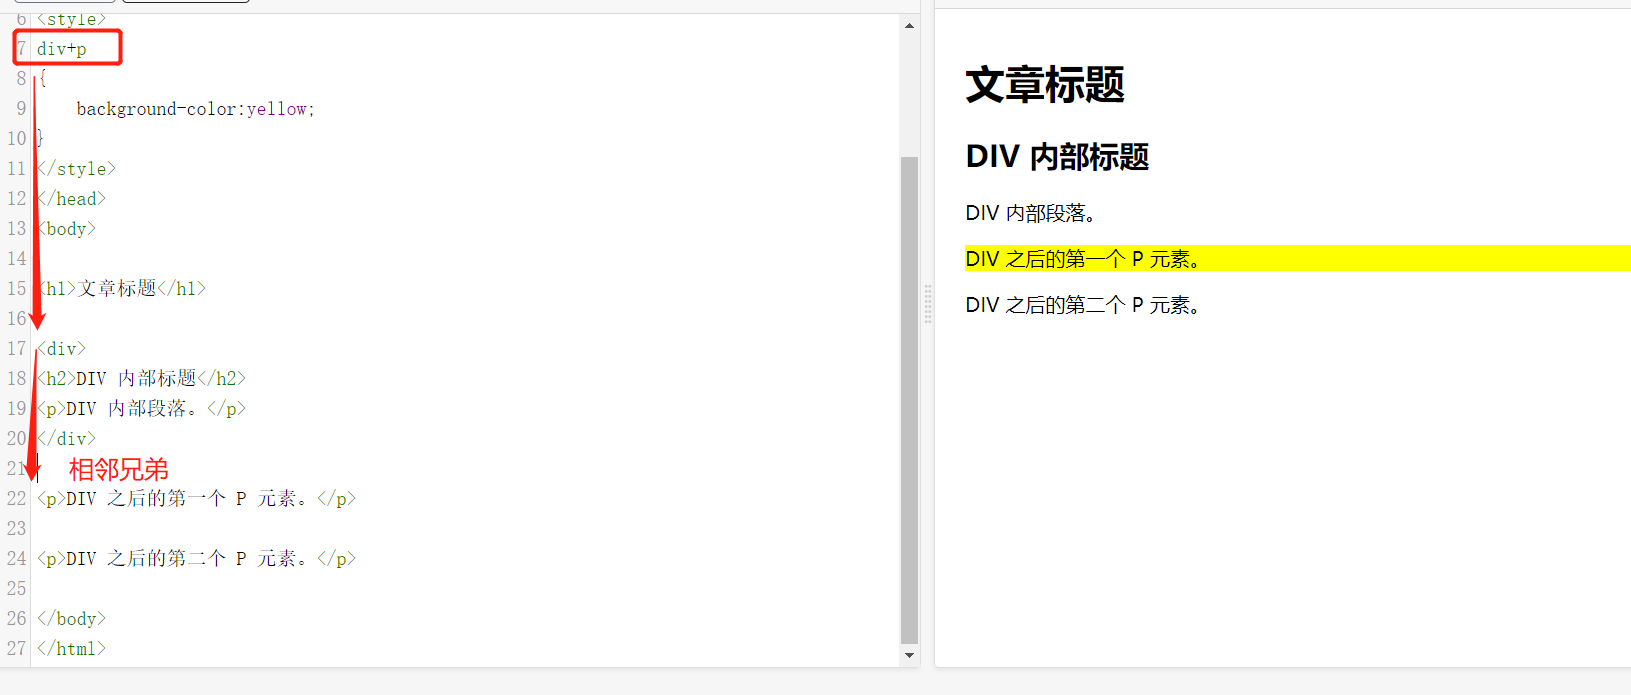 6 <style>
7 div+p
8 {
9 background-color:yellow;
10 }
11 </style>
12 </head>
13 <body>
14
15 <h1>文章标题</h1>
16
17 <div>
18 <h2>DIV 内部标题</h2>
19 <p>DIV 内部段落。</p>
20 </div>
21 相邻兄弟
22 <p>DIV 之后的第一个 P 元素。</p>
23
24 <p>DIV 之后的第二个 P 元素。</p>
25
26 </body>
27 </html>
文章标题
DIV 内部标题
DIV 内部段落。
DIV 之后的第一个 P 元素。
DIV 之后的第二个 P 元素。